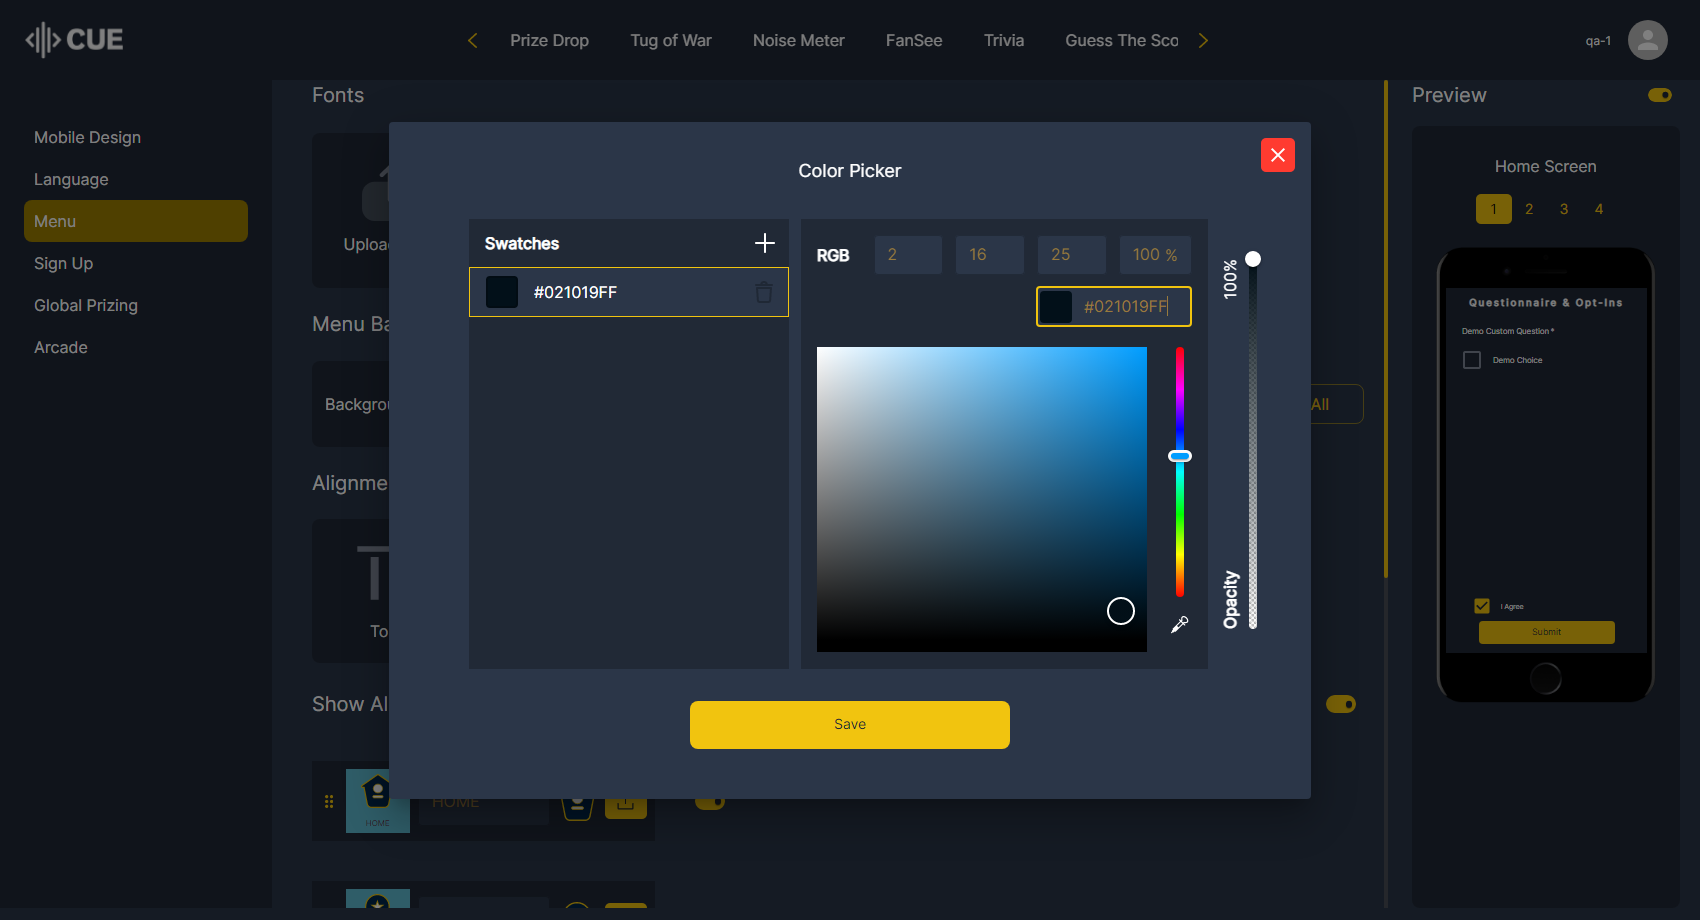 CUE
Prize Drop
Tug of War
Noise Meter
FanSee
Trivia
Guess The Sco
qa-1
Mobile Design
Language
Menu
Sign Up
Global Prizing
Arcade
Fonts
Uploa
Menu Ba
Backgrou
All
Alignme
To
Show Al
HOME
HOME
Color Picker
Swatches
#021019FF
RGB
2
16
25
100 %
#021019FF
100%
Opacity
Save
Preview
Home Screen
1
2
3
4
Questionnaire & Opt-Ins
Demo Custom Question*
Demo Choice
I Agree
Submit